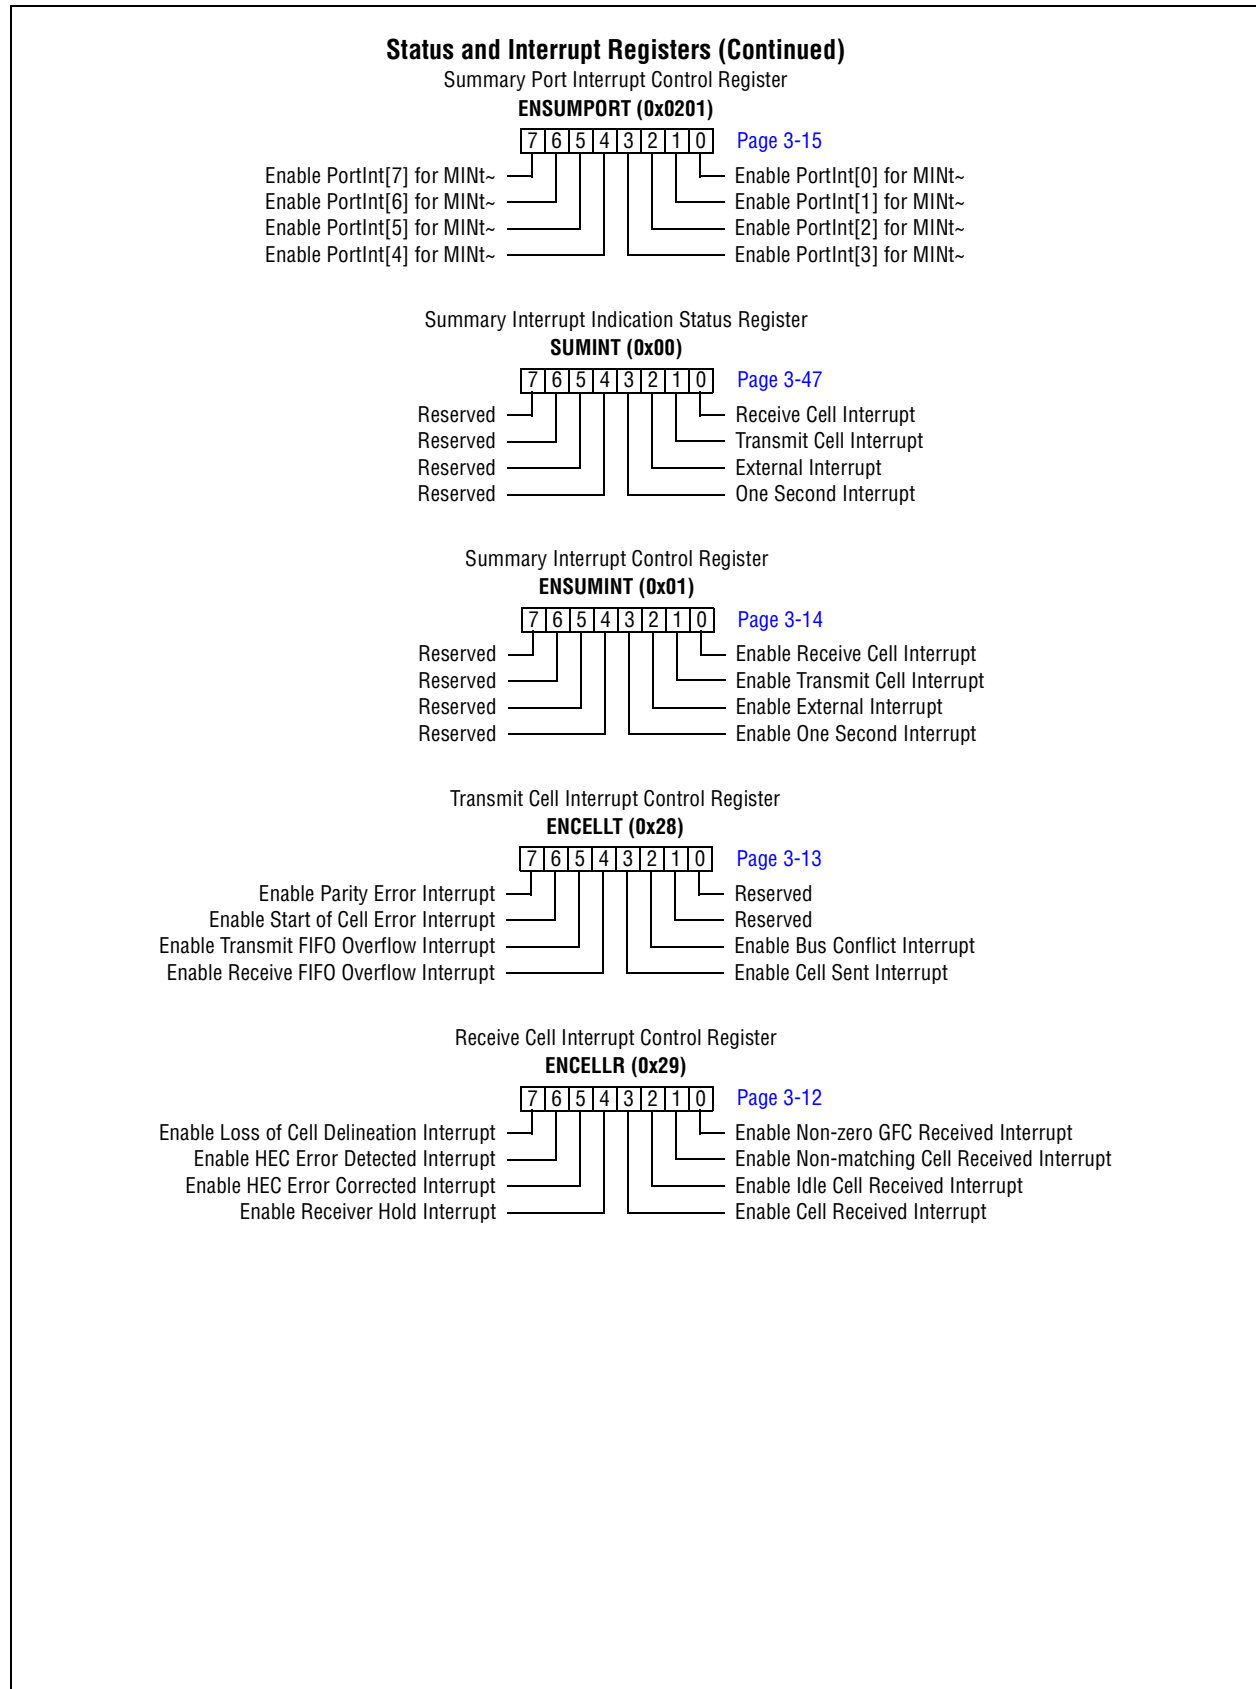 Status and Interrupt Registers (Continued)
Summary Port Interrupt Control Register
ENSUMPORT (0x0201)
7 6 5 4 3 2 1 0 Page 3-15
Enable PortInt[7] for MINt~ Enable PortInt[0] for MINt~
Enable PortInt[6] for MINt~ Enable PortInt[1] for MINt~
Enable PortInt[5] for MINt~ Enable PortInt[2] for MINt~
Enable PortInt[4] for MINt~ Enable PortInt[3] for MINt~
Summary Interrupt Indication Status Register
SUMINT (0x00)
7 6 5 4 3 2 1 0 Page 3-47
Reserved Receive Cell Interrupt
Reserved Transmit Cell Interrupt
Reserved External Interrupt
Reserved One Second Interrupt
Summary Interrupt Control Register
ENSUMINT (0x01)
7 6 5 4 3 2 1 0 Page 3-14
Reserved Enable Receive Cell Interrupt
Reserved Enable Transmit Cell Interrupt
Reserved Enable External Interrupt
Reserved Enable One Second Interrupt
Transmit Cell Interrupt Control Register
ENCELLT (0x28)
7 6 5 4 3 2 1 0 Page 3-13
Enable Parity Error Interrupt Reserved
Enable Start of Cell Error Interrupt Reserved
Enable Transmit FIFO Overflow Interrupt Enable Bus Conflict Interrupt
Enable Receive FIFO Overflow Interrupt Enable Cell Sent Interrupt
Receive Cell Interrupt Control Register
ENCELLR (0x29)
7 6 5 4 3 2 1 0 Page 3-12
Enable Loss of Cell Delineation Interrupt Enable Non-zero GFC Received Interrupt
Enable HEC Error Detected Interrupt Enable Non-matching Cell Received Interrupt
Enable HEC Error Corrected Interrupt Enable Idle Cell Received Interrupt
Enable Receiver Hold Interrupt Enable Cell Received Interrupt